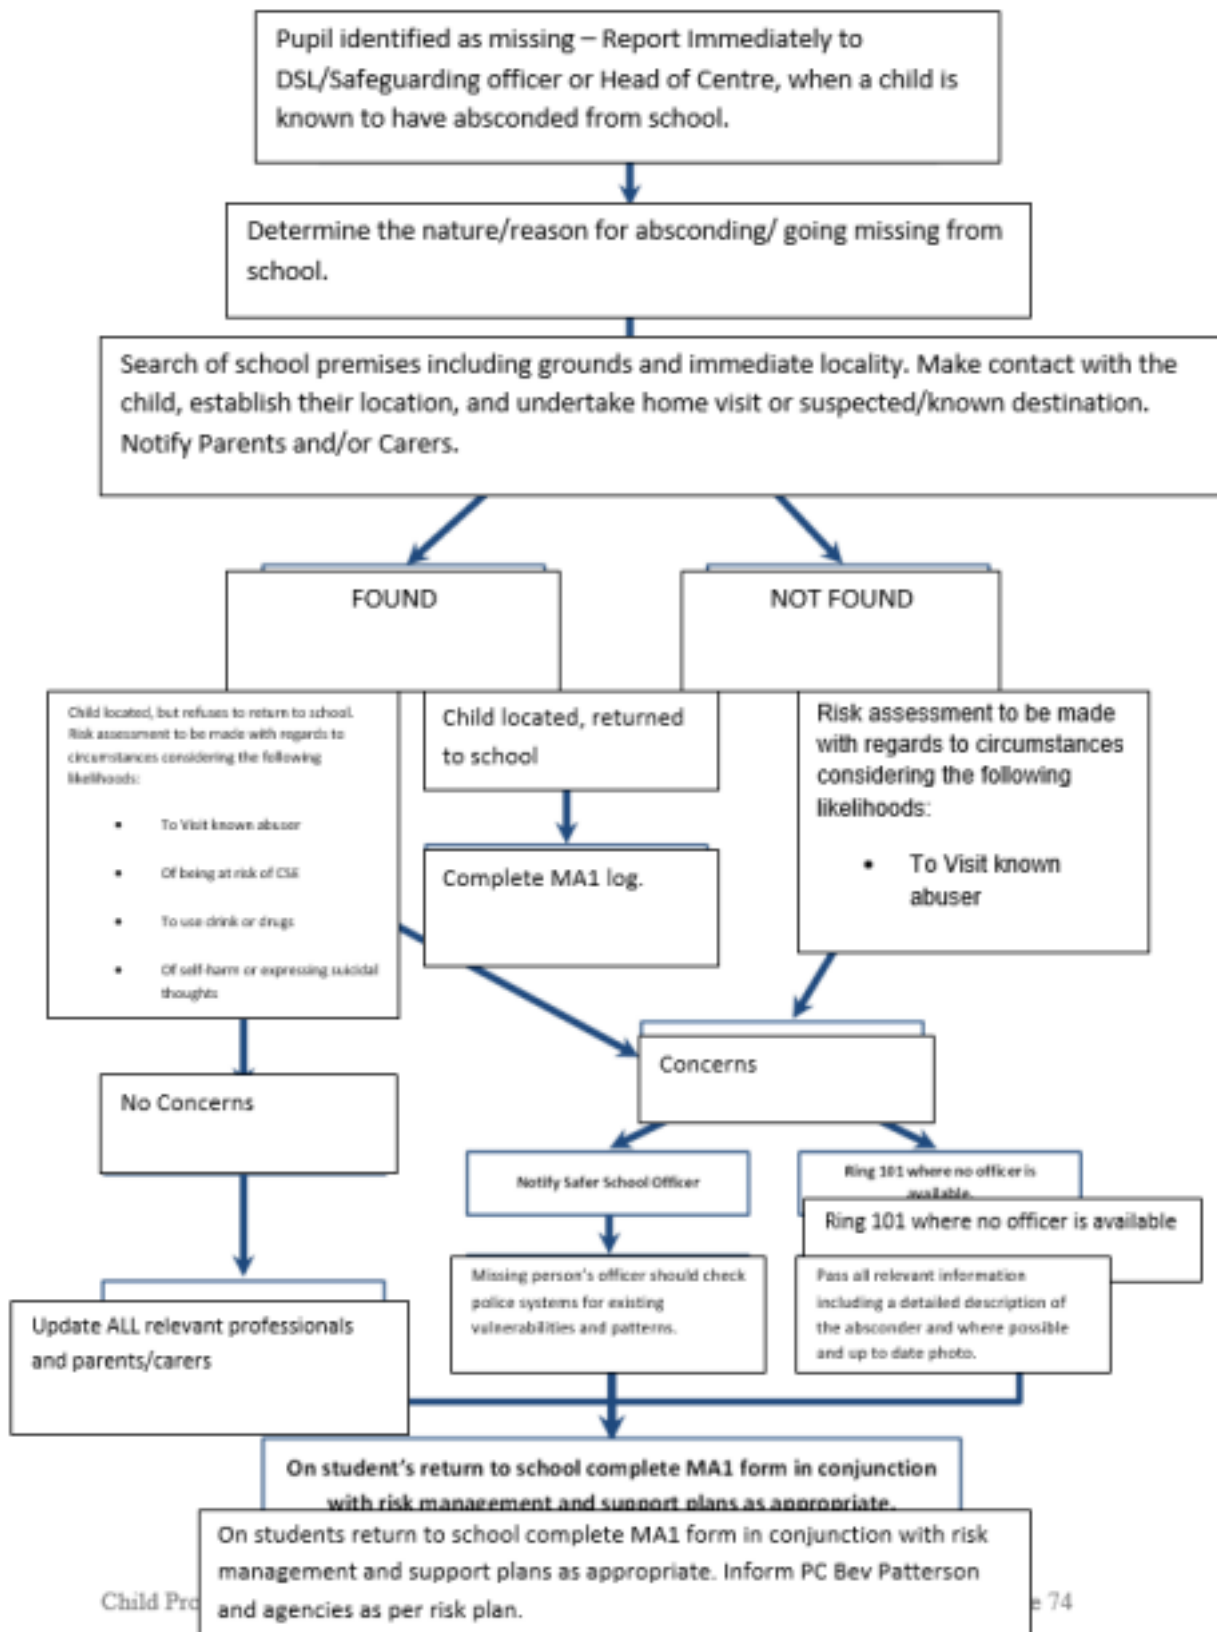 Pupil identified as missing – Report Immediately to
DSL/Safeguarding officer or Head of Centre, when a child is
known to have absconded from school.
Determine the nature/reason for absconding/ going missing from
school.
Search of school premises including grounds and immediate locality. Make contact with the
child, establish their location, and undertake home visit or suspected/known destination.
Notify Parents and/or Carers.
FOUND
NOT FOUND
Child located, but refuses to return to school.
Risk assessment to be made with regards to
circumstances considering the following
likelihoods:
• To Visit known abuser
• Of being at risk of CSE
• To use drink or drugs
• Of self-harm or expressing suicidal
thoughts
Child located, returned
to school
Complete MA1 log.
Risk assessment to be made
with regards to circumstances
considering the following
likelihoods:
• To Visit known
abuser
Concerns
No Concerns
Notify Safer School Officer
Ring 101 where no officer is
available.
Ring 101 where no officer is available
Missing person's officer should check
police systems for existing
vulnerabilities and patterns.
Pass all relevant information
including a detailed description of
the absconder and where possible
and up to date photo.
Update ALL relevant professionals
and parents/carers
On student's return to school complete MA1 form in conjunction
with risk management and support plans as appropriate.
On students return to school complete MA1 form in conjunction with risk
management and support plans as appropriate. Inform PC Bev Patterson
and agencies as per risk plan.
Child 74